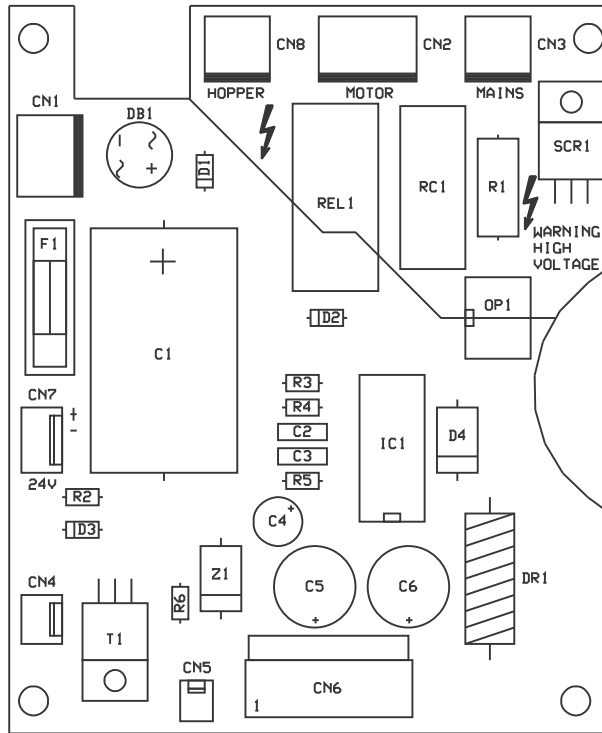 CN8
CN2
CN3
HOPPER
MOTOR
MAINS
CN1
DB1
D1
SCR1
REL1
RC1
R1
WARNING
HIGH
VOLTAGE
F1
OP1
D2
C1
R3
CN7
R4
+
-
C2
IC1
D4
C3
24V
R5
R2
C4
D3
Z1
C5
C6
DR1
CN4
R6
T1
CN5
CN6
1